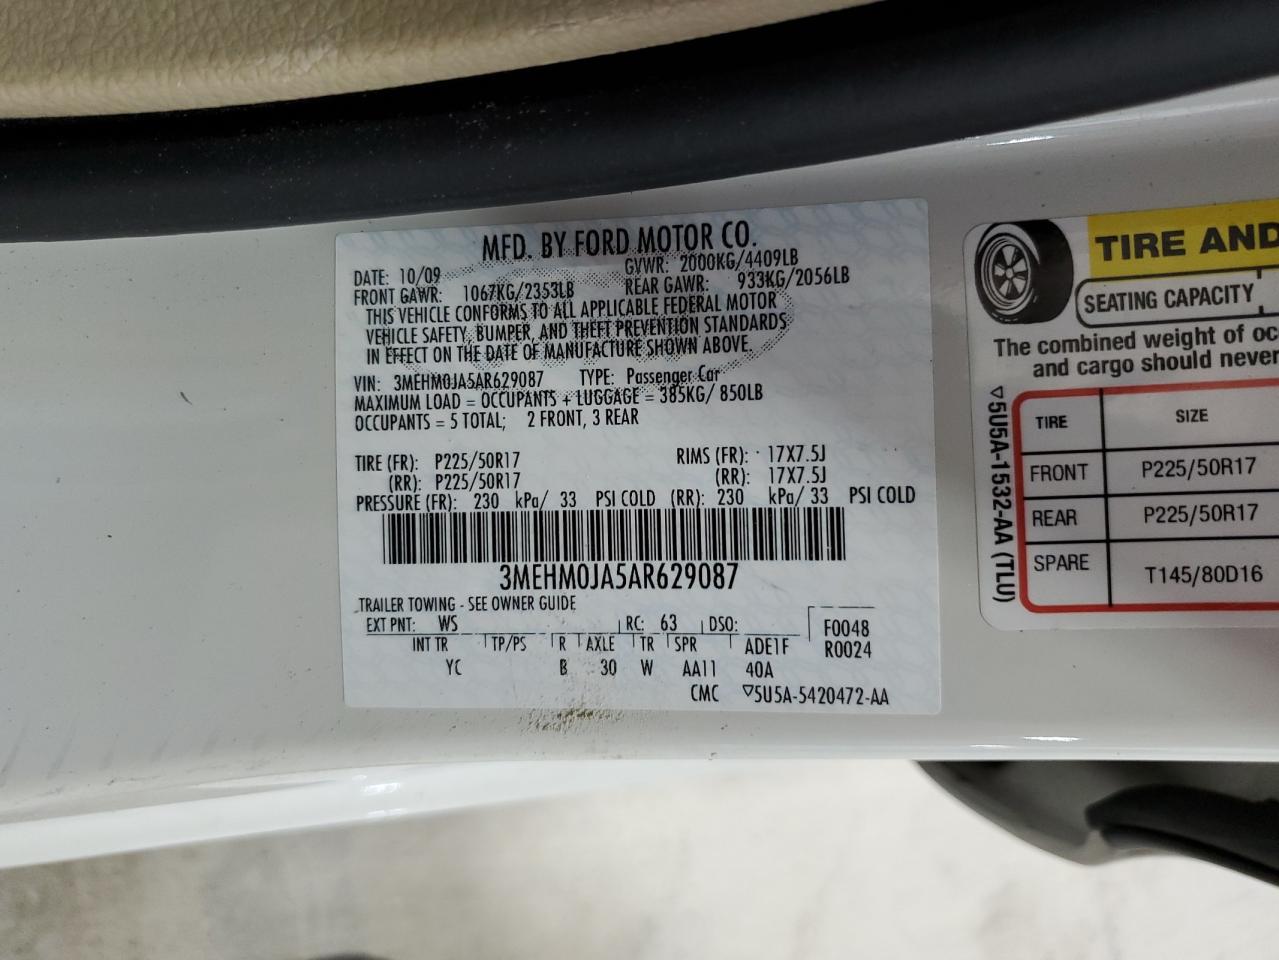 MFD. BY FORD MOTOR CO.
DATE: 10/09 GVWR: 2000KG/4409LB
FRONT GAWR: 1067KG/2353LB REAR GAWR: 933KG/2056LB
THIS VEHICLE CONFORMS TO ALL APPLICABLE FEDERAL MOTOR
VEHICLE SAFETY, BUMPER, AND THEFT PREVENTION STANDARDS
IN EFFECT ON THE DATE OF MANUFACTURE SHOWN ABOVE.
VIN: 3MEHM0JA5AR629087 TYPE: Passenger Car
MAXIMUM LOAD = OCCUPANTS + LUGGAGE = 385KG/ 850LB
OCCUPANTS = 5 TOTAL; 2 FRONT, 3 REAR
TIRE (FR): P225/50R17 RIMS (FR): 17X7.5J
(RR): P225/50R17 (RR): 17X7.5J
PRESSURE (FR): 230 kPa/ 33 PSI COLD (RR): 230 kPa/ 33 PSI COLD
3MEHM0JA5AR629087
TRAILER TOWING - SEE OWNER GUIDE
EXT PNT: WS RC: 63 DSO: F0048
INT TR TP/PS R AXLE TR SPR ADE1F R0024
YC B 30 W AA11 40A
CMC ▽5U5A-5420472-AA
TIRE AND
SEATING CAPACITY
The combined weight of oc
and cargo should never
▽5U5A-1532-AA (TLU)
TIRE SIZE
FRONT P225/50R17
REAR P225/50R17
SPARE T145/80D16